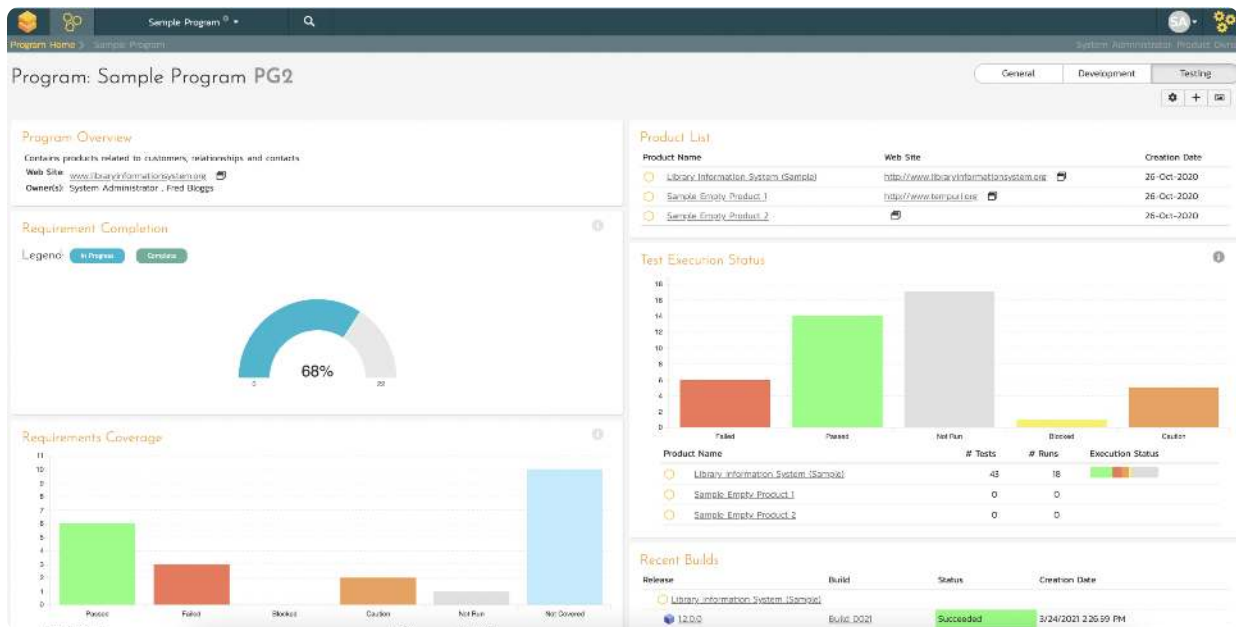 Sample Program
SA
Program Home > Sample Program
System Administrator Product Owne
Program: Sample Program PG2
General
Development
Testing
Program Overview
Contains products related to customers, relationships and contacts
Web Site: www.libraryinformationsystem.org
Owner(s): System Administrator , Fred Bloggs
Requirement Completion
Legend: In Progress Complete
68%
0
Requirements Coverage
11
10
9
8
7
6
5
4
3
2
1
0
Passed Failed Blocked Caution Not Run Not Covered
Product List
Product Name Web Site Creation Date
Library Information System (Sample) http://www.libraryinformationsystem.org 26-Oct-2020
Sample Empty Product 1 http://www.tempuri.org 26-Oct-2020
Sample Empty Product 2 26-Oct-2020
Test Execution Status
18
16
14
12
10
8
6
4
2
0
Failed Passed Not Run Blocked Caution
Product Name # Tests # Runs Execution Status
Library Information System (Sample) 43 18
Sample Empty Product 1 0 0
Sample Empty Product 2 0 0
Recent Builds
Release Build Status Creation Date
Library Information System (Sample)
1.2.0.0 Build 0021 Succeeded 3/24/2021 2:26:59 PM